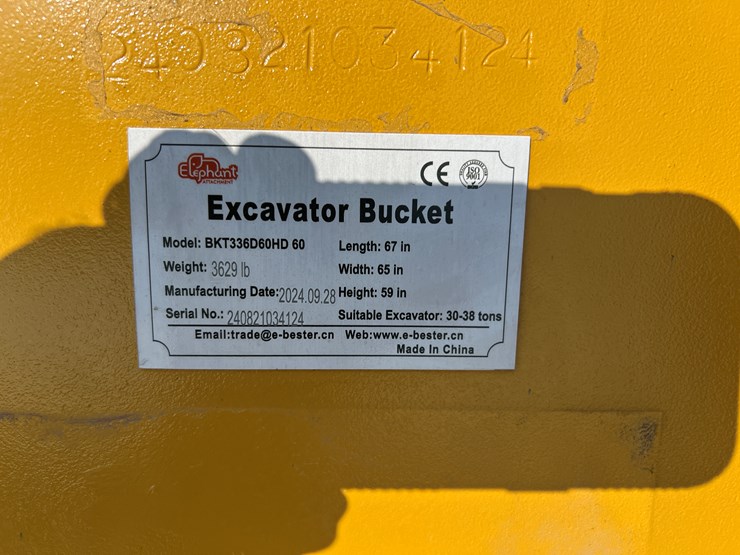 240321034124
Elephant
ATTACHMENT
CE
ISO
9001
Excavator Bucket
Model: BKT336D60HD 60
Length: 67 in
Weight: 3629 lb
Width: 65 in
Manufacturing Date:2024.09.28
Height: 59 in
Serial No.: 240821034124
Suitable Excavator: 30-38 tons
Email:trade@e-bester.cn Web:www.e-bester.cn
Made In China